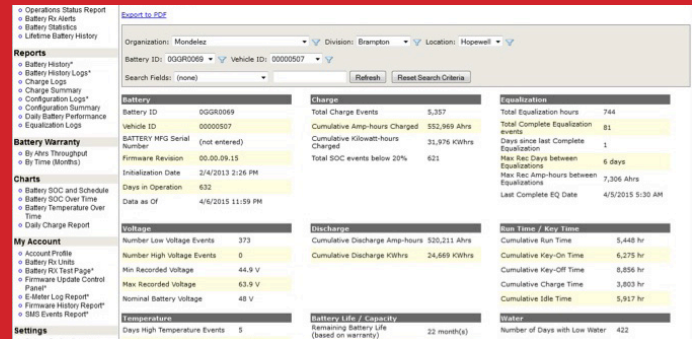 Operations Status Report
Battery Rx Alerts
Battery Statistics
Lifetime Battery History
Reports
Battery History*
Battery History Logs*
Charge Logs
Charge Summary
Configuration Logs*
Configuration Summary
Daily Battery Performance
Equalization Logs
Battery Warranty
By Ahrs Throughput
By Time (Months)
Charts
Battery SOC and Schedule
Battery SOC Over Time
Battery Temperature Over
Time
Daily Charge Report
My Account
Account Profile
Battery Rx Units
Battery RX Test Page*
Firmware Update Control
Panel*
E-Meter Log Report*
Firmware History Report*
SMS Events Report*
Settings
Export to PDF
Organization: Mondelez Division: Brampton Location: Hopewell
Battery ID: 0GGR0069 Vehicle ID: 00000507
Search Fields: (none) Refresh Reset Search Criteria
Battery
Battery ID 0GGR0069
Vehicle ID 00000507
BATTERY MFG Serial
Number (not entered)
Firmware Revision 00.00.09.15
Initialization Date 2/4/2013 2:26 PM
Days in Operation 632
Data as Of 4/6/2015 11:59 PM
Charge
Total Charge Events 5,357
Cumulative Amp-hours Charged 552,969 Ahrs
Cumulative Kilowatt-hours
Charged 31,976 KWhrs
Total SOC events below 20% 621
Equalization
Total Equalization hours 744
Total Complete Equalization
events 81
Days since last Complete
Equalization 1
Max Rec Days between
Equalizations 6 days
Max Rec Amp-hours between
Equalizations 7,306 Ahrs
Last Complete EQ Date 4/5/2015 5:30 AM
Voltage
Number Low Voltage Events 373
Number High Voltage Events 0
Min Recorded Voltage 44.9 V
Max Recorded Voltage 63.9 V
Nominal Battery Voltage 48 V
Discharge
Cumulative Discharge Amp-hours 520,211 Ahrs
Cumulative Discharge KWhrs 24,669 KWhrs
Run Time / Key Time
Cumulative Run Time 5,448 hr
Cumulative Key-On Time 6,275 hr
Cumulative Key-Off Time 8,856 hr
Cumulative Charge Time 3,803 hr
Cumulative Idle Time 5,917 hr
Temperature
Days High Temperature Events 5
Battery Life / Capacity
Remaining Battery Life
(based on warranty) 22 month(s)
Water
Number of Days with Low Water 422